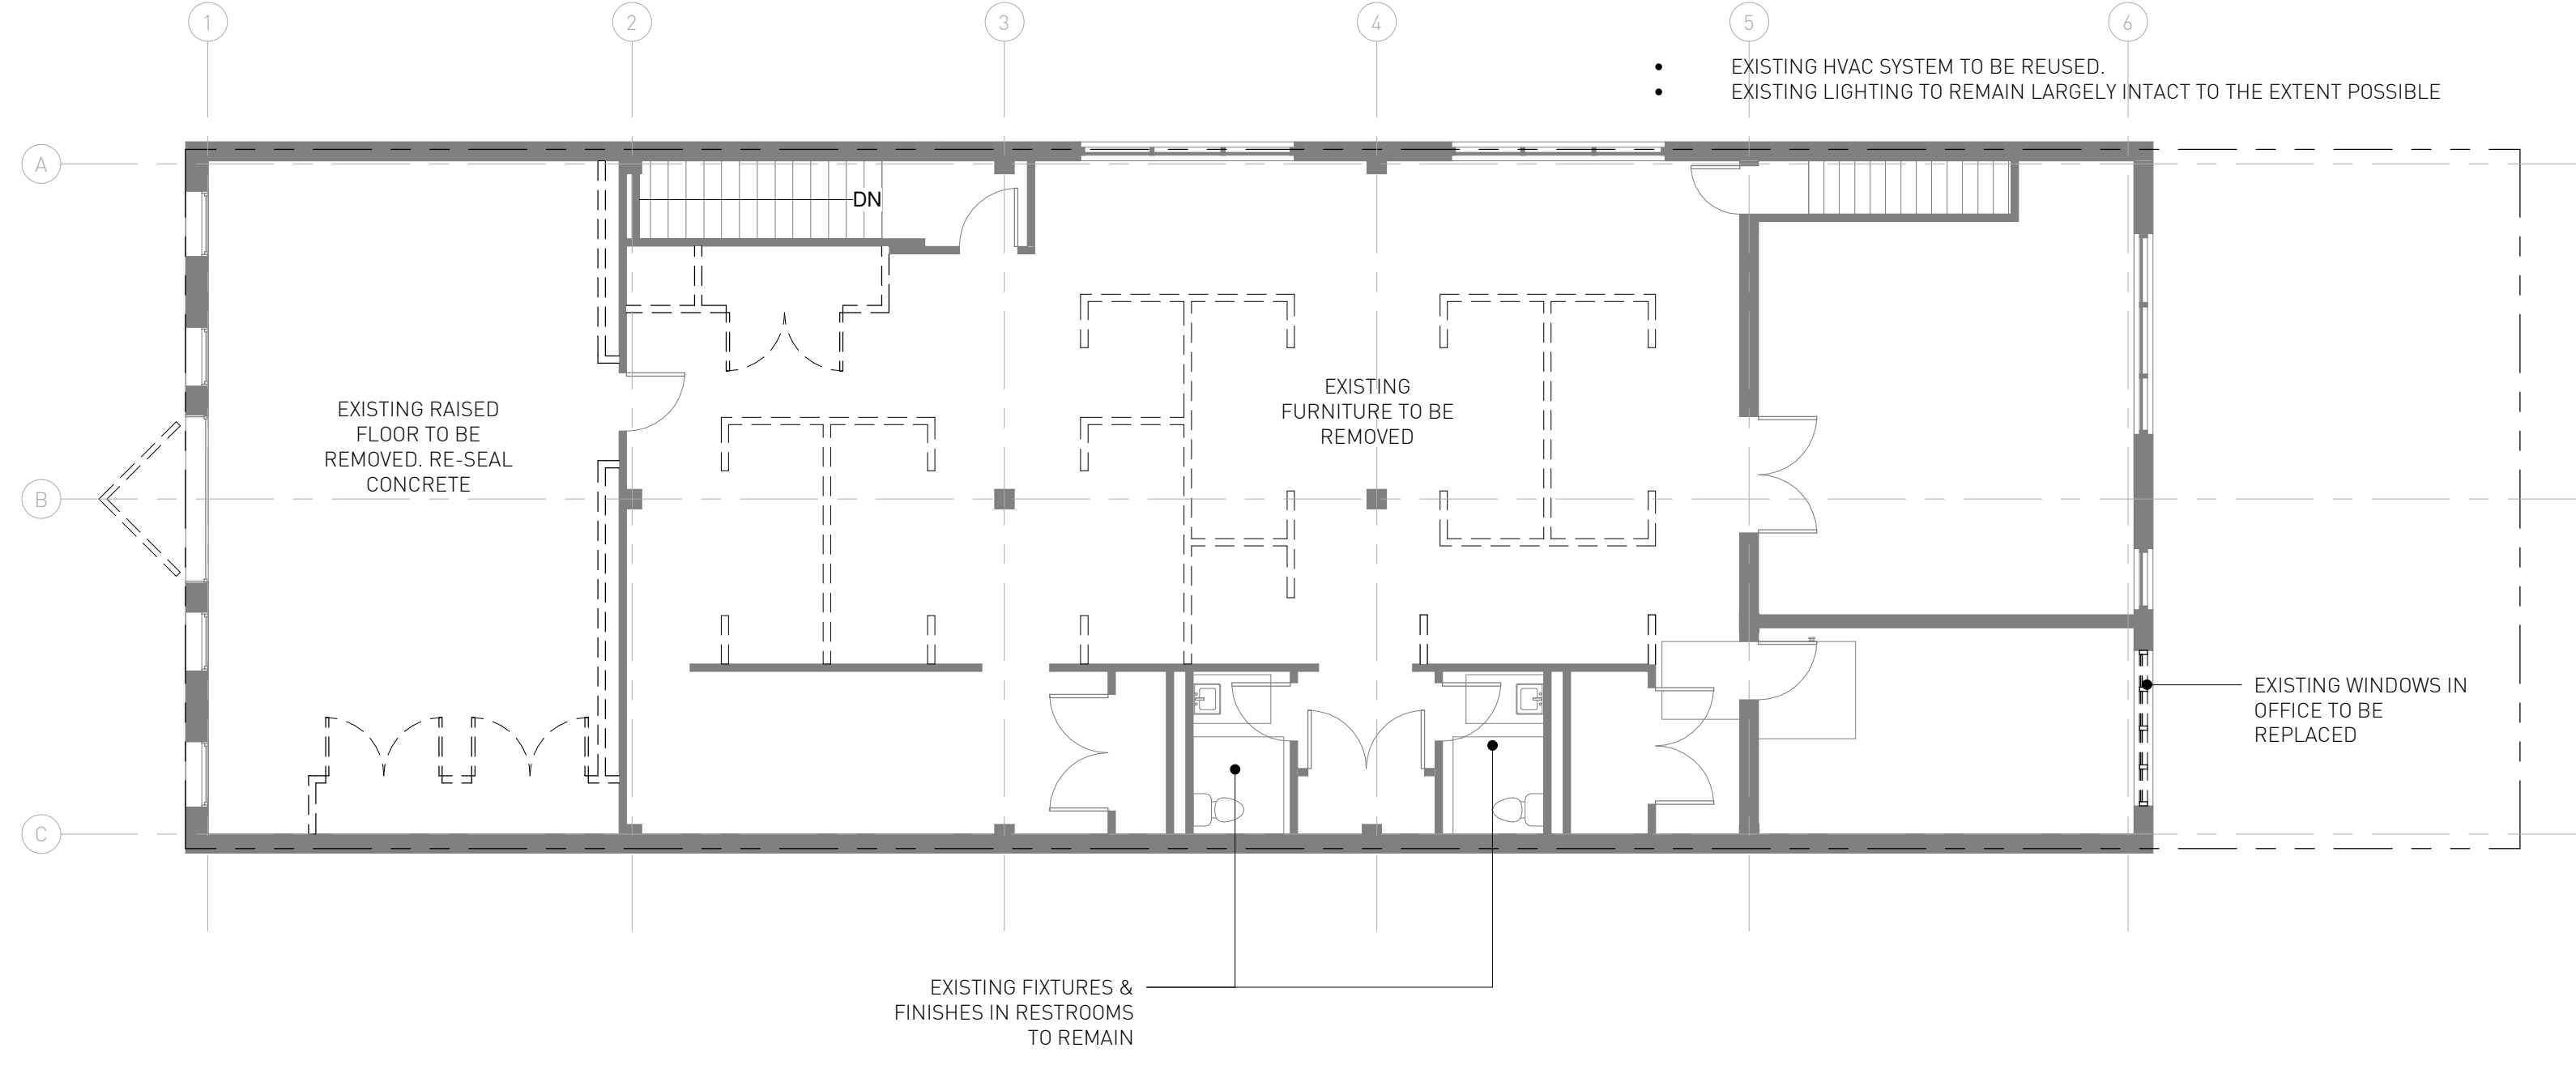 1
2
3
4
5
6
• EXISTING HVAC SYSTEM TO BE REUSED.
• EXISTING LIGHTING TO REMAIN LARGELY INTACT TO THE EXTENT POSSIBLE
A
DN
EXISTING
FURNITURE TO BE
REMOVED
EXISTING RAISED
FLOOR TO BE
REMOVED. RE-SEAL
CONCRETE
B
EXISTING WINDOWS IN
OFFICE TO BE
REPLACED
C
EXISTING FIXTURES &
FINISHES IN RESTROOMS
TO REMAIN